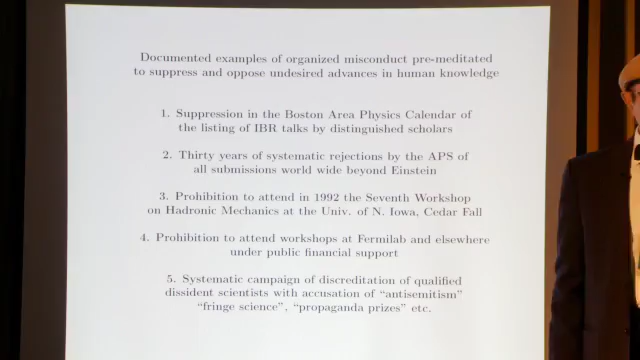 Documented examples of organized misconduct pre-meditated
to suppress and oppose undesired advances in human knowledge
1. Suppression in the Boston Area Physics Calendar of
the listing of IBR talks by distinguished scholars
2. Thirty years of systematic rejections by the APS of
all submissions world wide beyond Einstein
3. Prohibition to attend in 1992 the Seventh Workshop
on Hadronic Mechanics at the Univ. of N. Iowa, Cedar Fall
4. Prohibition to attend workshops at Fermilab and elsewhere
under public financial support
5. Systematic campaign of discreditation of qualified
dissident scientists with accusation of “antisemitism”
“fringe science”, “propaganda prizes” etc.